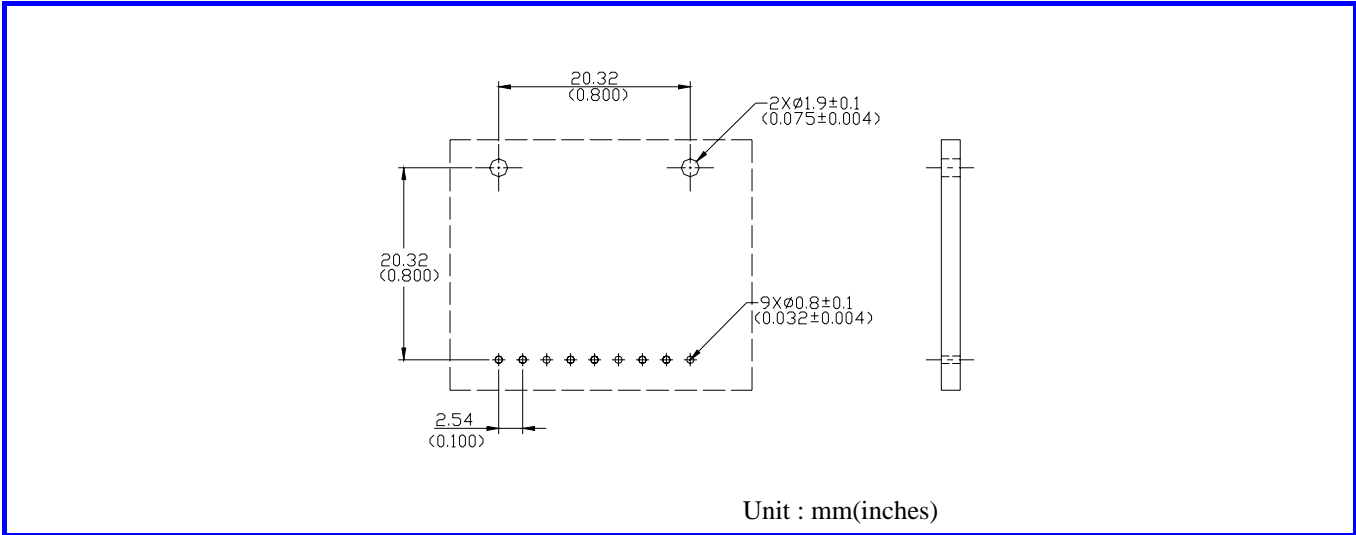 20.32
(0.800)
2XØ1.9±0.1
(0.075±0.004)
20.32
(0.800)
9XØ0.8±0.1
(0.032±0.004)
2.54
(0.100)
Unit : mm(inches)